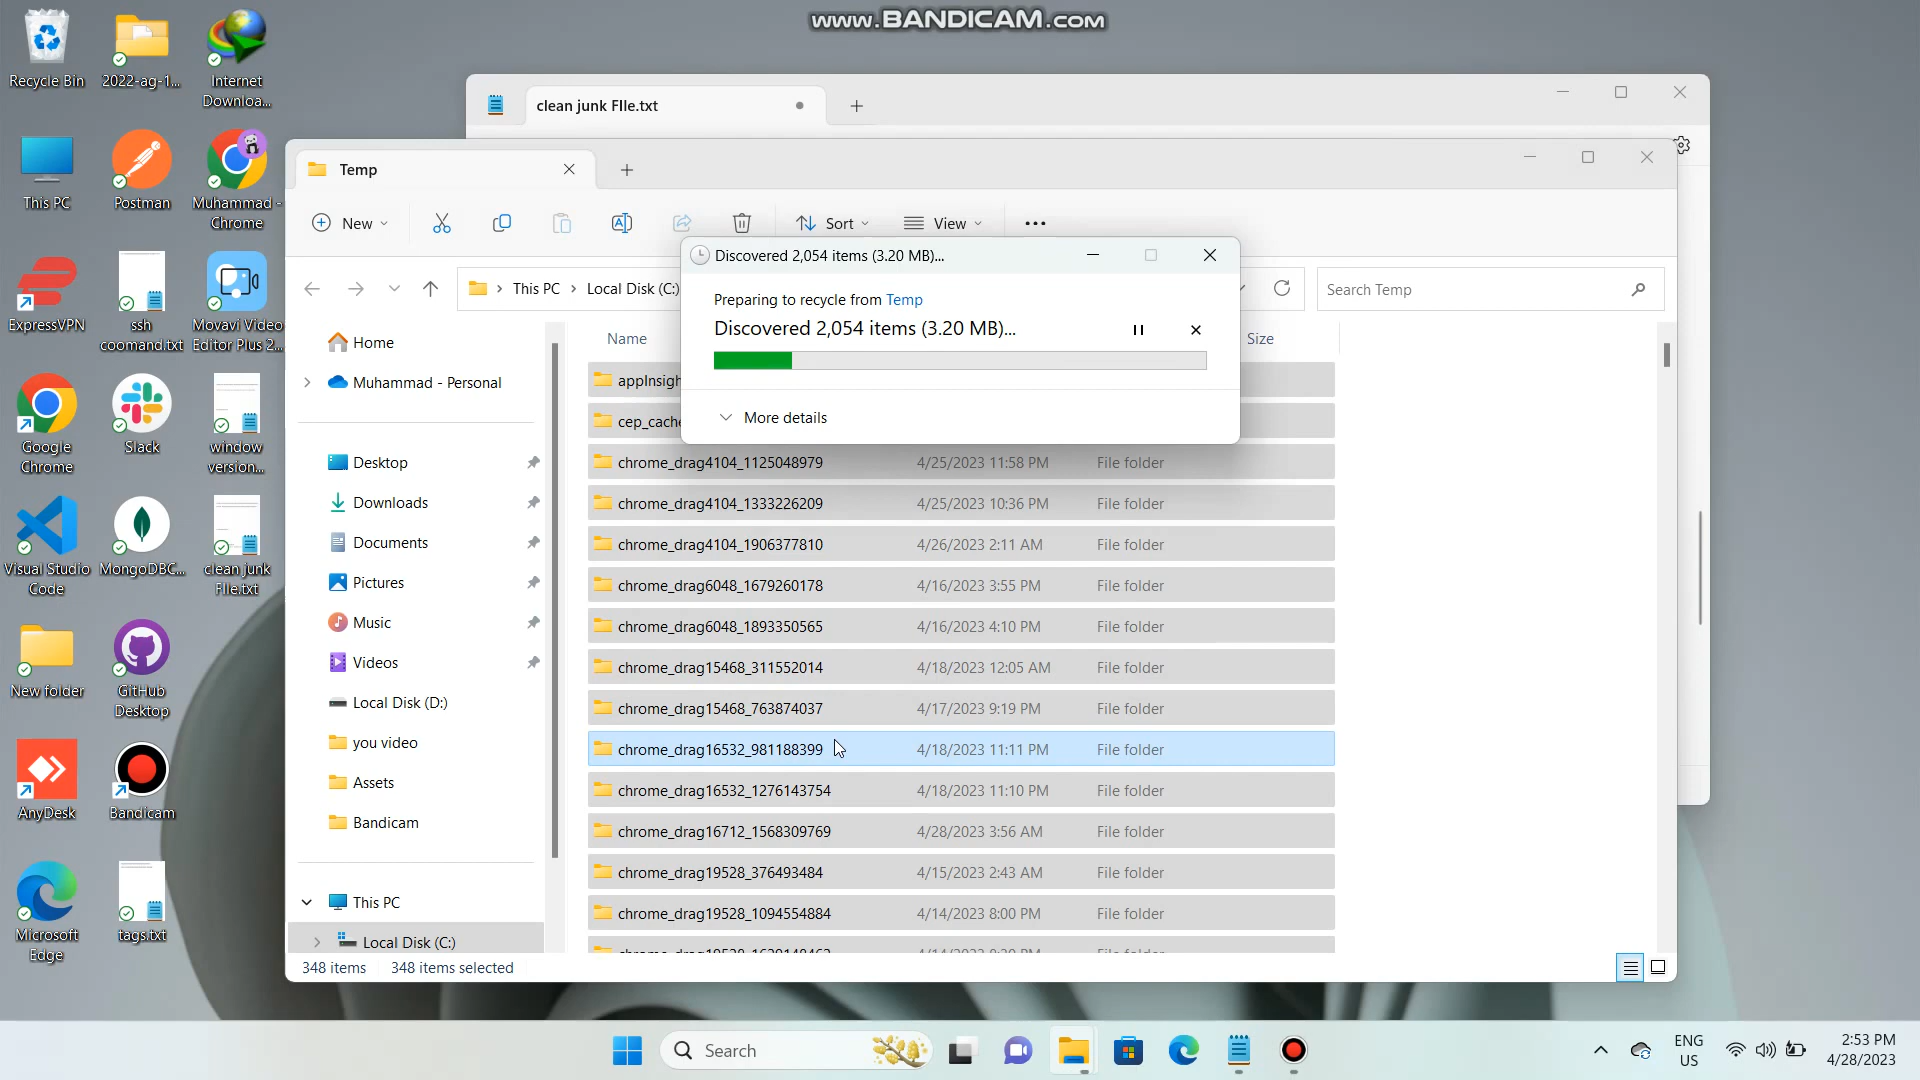 www.BANDICAM.com
Recycle Bin
2022-ag-1...
Internet
Downloa...
This PC
Postman
Muhammad -
Chrome
ExpressVPN
ssh
coomand.txt
Movavi Video
Editor Plus 2...
Google
Chrome
Slack
window
version...
Visual Studio
Code
MongoDBC...
clean junk
FIle.txt
New folder
GitHub
Desktop
AnyDesk
Bandicam
Microsoft
Edge
tags.txt
clean junk FIle.txt
Temp
New
Sort
View
This PC > Local Disk (C:)
Search Temp
Discovered 2,054 items (3.20 MB)...
Preparing to recycle from Temp
Discovered 2,054 items (3.20 MB)...
More details
Home
Muhammad - Personal
Desktop
Downloads
Documents
Pictures
Music
Videos
Local Disk (D:)
you video
Assets
Bandicam
This PC
Local Disk (C:)
Name
Size
appInsigh
cep_cache
chrome_drag4104_1125048979 4/25/2023 11:58 PM File folder
chrome_drag4104_1333226209 4/25/2023 10:36 PM File folder
chrome_drag4104_1906377810 4/26/2023 2:11 AM File folder
chrome_drag6048_1679260178 4/16/2023 3:55 PM File folder
chrome_drag6048_1893350565 4/16/2023 4:10 PM File folder
chrome_drag15468_311552014 4/18/2023 12:05 AM File folder
chrome_drag15468_763874037 4/17/2023 9:19 PM File folder
chrome_drag16532_981188399 4/18/2023 11:11 PM File folder
chrome_drag16532_1276143754 4/18/2023 11:10 PM File folder
chrome_drag16712_1568309769 4/28/2023 3:56 AM File folder
chrome_drag19528_376493484 4/15/2023 2:43 AM File folder
chrome_drag19528_1094554884 4/14/2023 8:00 PM File folder
348 items
348 items selected
Search
ENG
US
2:53 PM
4/28/2023